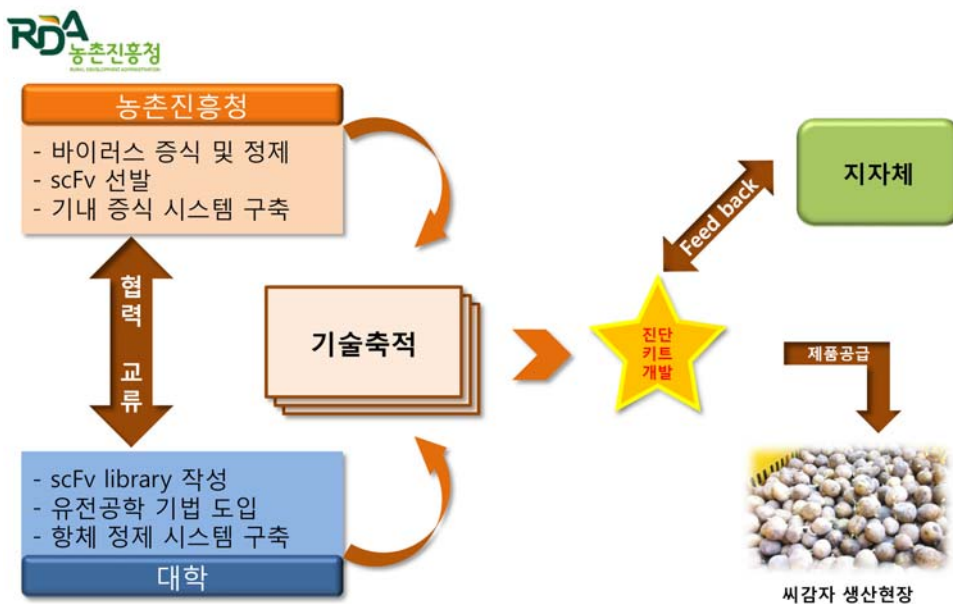 RDA
농촌진흥청
RURAL DEVELOPMENT ADMINISTRATION
농촌진흥청
- 바이러스 증식 및 정제
- scFv 선발
- 기내 증식 시스템 구축
협력 교류
- scFv library 작성
- 유전공학 기법 도입
- 항체 정제 시스템 구축
대학
기술축적
진단
키트
개발
Feed back
지자체
제품공급
씨감자 생산현장